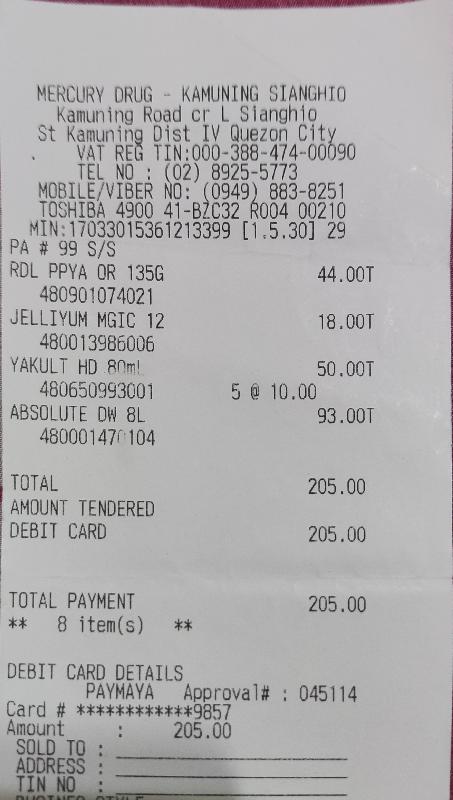 MERCURY DRUG - KAMUNING SIANGHIO
Kamuning Road cr L Sianghio
St Kamuning Dist IV Quezon City
VAT REG TIN:000-388-474-00090
TEL NO : (02) 8925-5773
MOBILE/VIBER NO: (0949) 883-8251
TOSHIBA 4900 41-BZC32 R004 00210
MIN:17033015361213399 [1.5.30] 29
PA # 99 S/S
RDL PPYA OR 135G 44.00T
480901074021
JELLIYUM MGIC 12 18.00T
480013986006
YAKULT HD 80mL 50.00T
480650993001 5 @ 10.00
ABSOLUTE DW 8L 93.00T
480001470104
TOTAL 205.00
AMOUNT TENDERED
DEBIT CARD 205.00
TOTAL PAYMENT 205.00
** 8 item(s) **
DEBIT CARD DETAILS
PAYMAYA Approval# : 045114
Card # ************9857
Amount : 205.00
SOLD TO :
ADDRESS :
TIN NO :